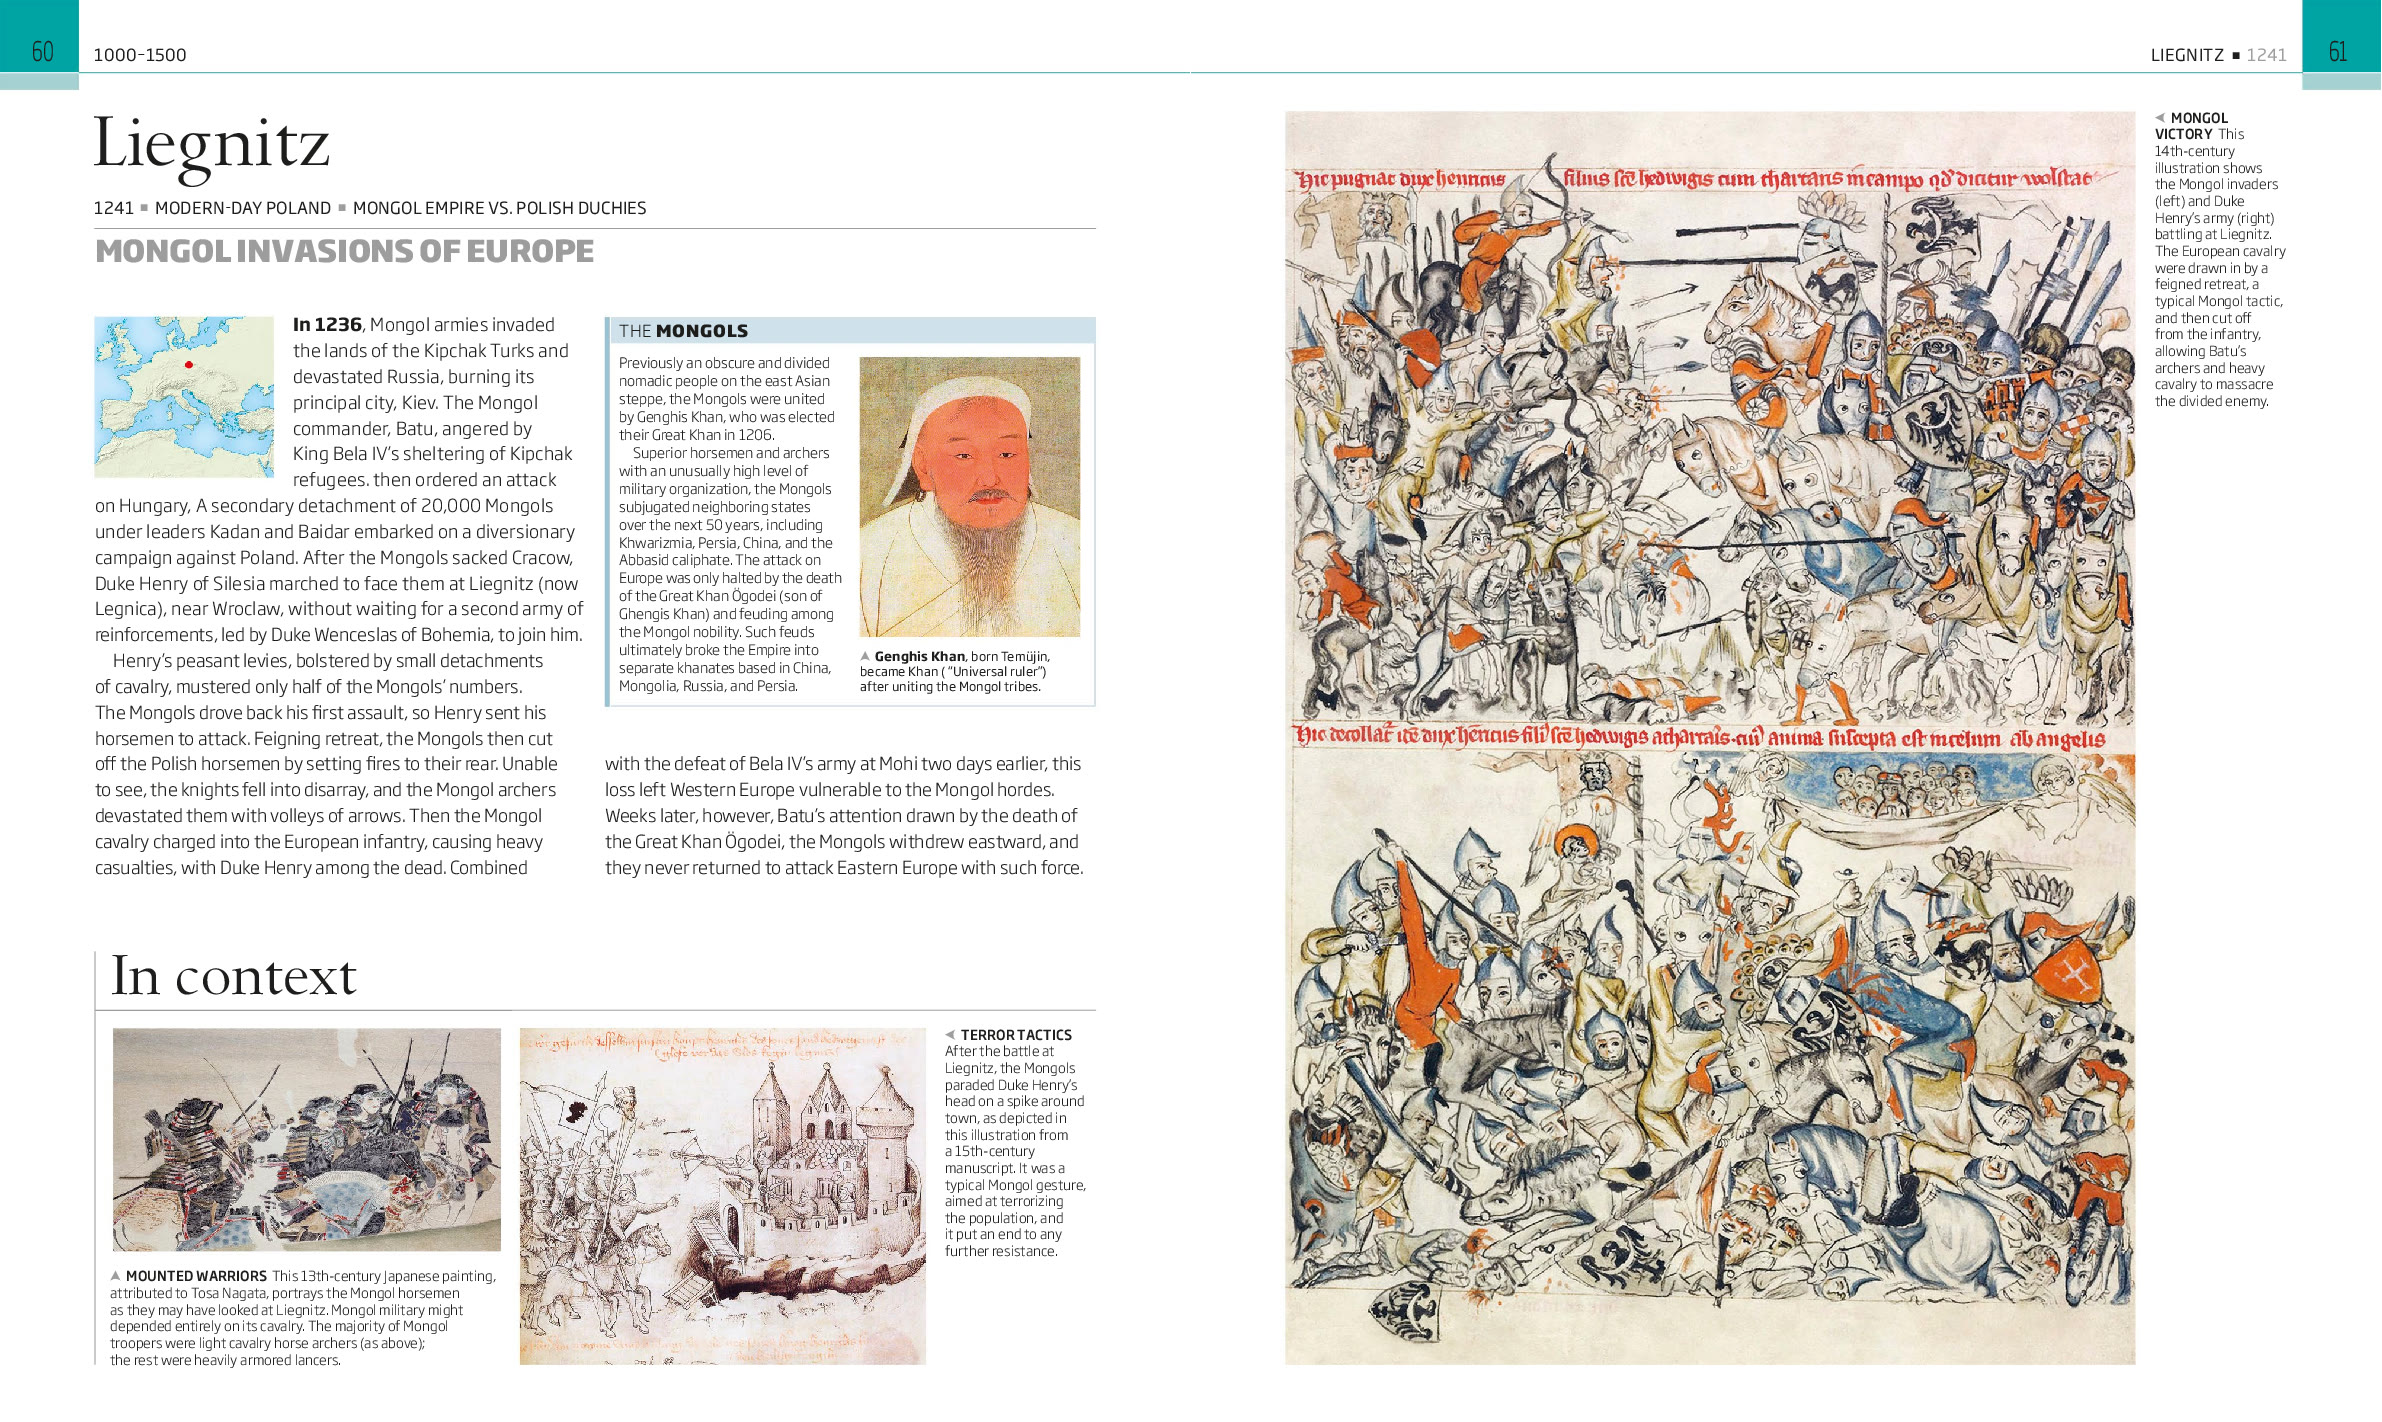 60
1000–1500
LIEGNITZ ■ 1241
61
Liegnitz
1241 ■ MODERN-DAY POLAND ■ MONGOL EMPIRE VS. POLISH DUCHIES
MONGOL INVASIONS OF EUROPE
In 1236, Mongol armies invaded
the lands of the Kipchak Turks and
devastated Russia, burning its
principal city, Kiev. The Mongol
commander, Batu, angered by
King Bela IV's sheltering of Kipchak
refugees. then ordered an attack
on Hungary, A secondary detachment of 20,000 Mongols
under leaders Kadan and Baidar embarked on a diversionary
campaign against Poland. After the Mongols sacked Cracow,
Duke Henry of Silesia marched to face them at Liegnitz (now
Legnica), near Wroclaw, without waiting for a second army of
reinforcements, led by Duke Wenceslas of Bohemia, to join him.
Henry's peasant levies, bolstered by small detachments
of cavalry, mustered only half of the Mongols' numbers.
The Mongols drove back his first assault, so Henry sent his
horsemen to attack. Feigning retreat, the Mongols then cut
off the Polish horsemen by setting fires to their rear. Unable
to see, the knights fell into disarray, and the Mongol archers
devastated them with volleys of arrows. Then the Mongol
cavalry charged into the European infantry, causing heavy
casualties, with Duke Henry among the dead. Combined
THE MONGOLS
Previously an obscure and divided
nomadic people on the east Asian
steppe, the Mongols were united
by Genghis Khan, who was elected
their Great Khan in 1206.
Superior horsemen and archers
with an unusually high level of
military organization, the Mongols
subjugated neighboring states
over the next 50 years, including
Khwarizmia, Persia, China, and the
Abbasid caliphate. The attack on
Europe was only halted by the death
of the Great Khan Ögodei (son of
Ghengis Khan) and feuding among
the Mongol nobility. Such feuds
ultimately broke the Empire into
separate khanates based in China,
Mongolia, Russia, and Persia.
Genghis Khan, born Temüjin,
became Khan ( "Universal ruler")
after uniting the Mongol tribes.
with the defeat of Bela IV's army at Mohi two days earlier, this
loss left Western Europe vulnerable to the Mongol hordes.
Weeks later, however, Batu's attention drawn by the death of
the Great Khan Ögodei, the Mongols withdrew eastward, and
they never returned to attack Eastern Europe with such force.
In context
MOUNTED WARRIORS This 13th-century Japanese painting,
attributed to Tosa Nagata, portrays the Mongol horsemen
as they may have looked at Liegnitz. Mongol military might
depended entirely on its cavalry. The majority of Mongol
troopers were light cavalry horse archers (as above);
the rest were heavily armored lancers.
TERROR TACTICS
After the battle at
Liegnitz, the Mongols
paraded Duke Henry's
head on a spike around
town, as depicted in
this illustration from
a 15th-century
manuscript. It was a
typical Mongol gesture,
aimed at terrorizing
the population, and
it put an end to any
further resistance.
Hic pugnat dux henricus filius sce hedwigis cum thartaris in campo qd dicitur wolstat
Hic decollat dux henricus filius sce hedwigis a thartaris cui anima suscepta est in celum ab angelis
MONGOL
VICTORY This
14th-century
illustration shows
the Mongol invaders
(left) and Duke
Henry's army (right)
battling at Liegnitz.
The European cavalry
were drawn in by a
feigned retreat, a
typical Mongol tactic,
and then cut off
from the infantry,
allowing Batu's
archers and heavy
cavalry to massacre
the divided enemy.